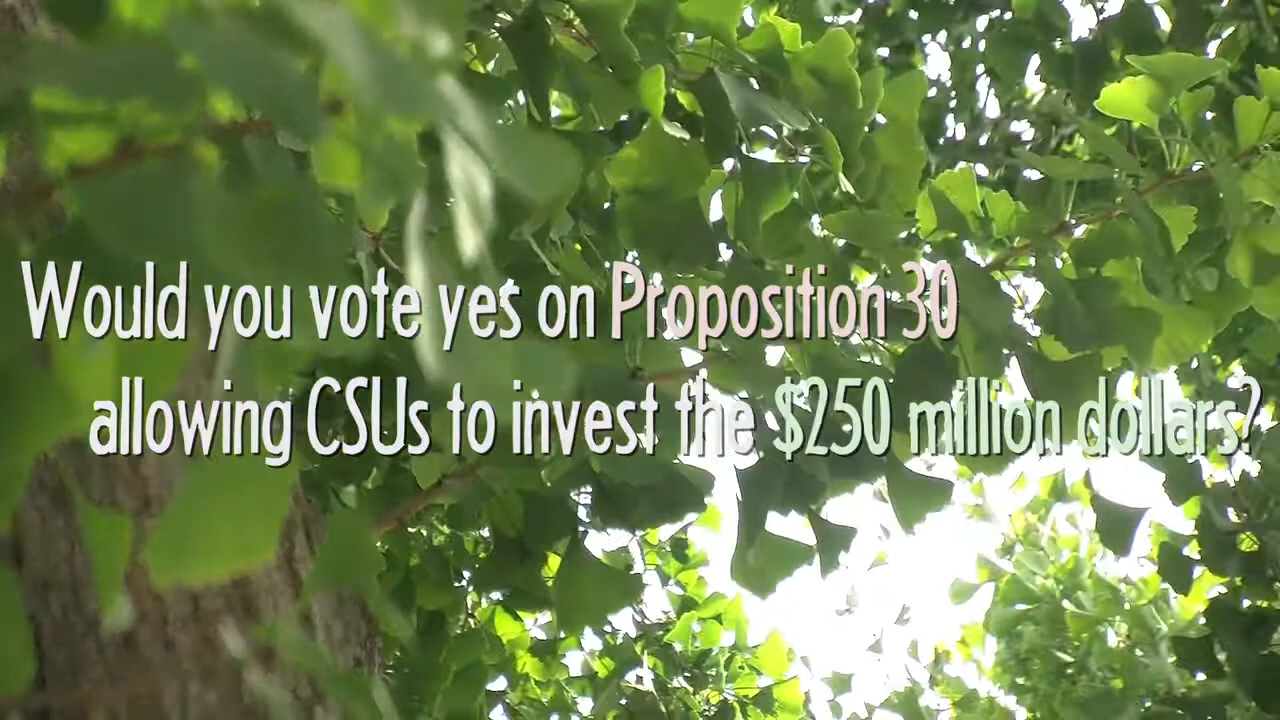 Would you vote yes on Proposition 30
allowing CSUs to invest the $250 million dollars?